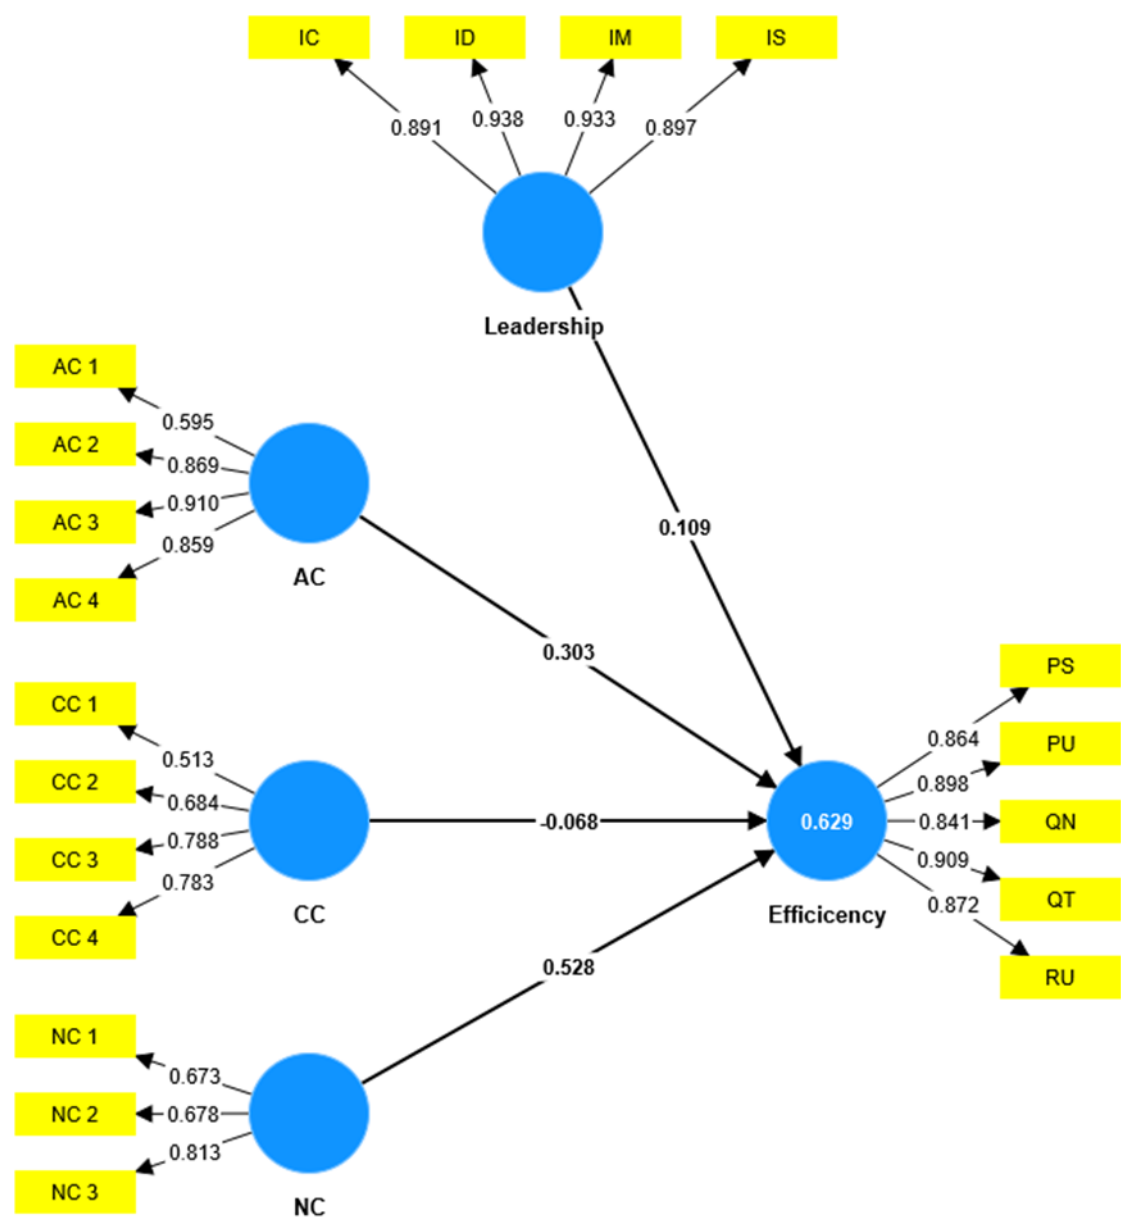 IC ID IM IS
0.891 0.938 0.933 0.897
Leadership
AC 1
0.595
AC 2
0.869
AC 3
0.910
0.859
AC 4
AC
0.109
0.303
CC 1
0.513
CC 2
0.684
CC 3
0.788
0.783
CC 4
CC
-0.068
0.629
Efficicency
PS
0.864
PU
0.898
QN
0.841
0.909
QT
0.872
RU
0.528
NC 1
0.673
NC 2
0.678
0.813
NC 3
NC